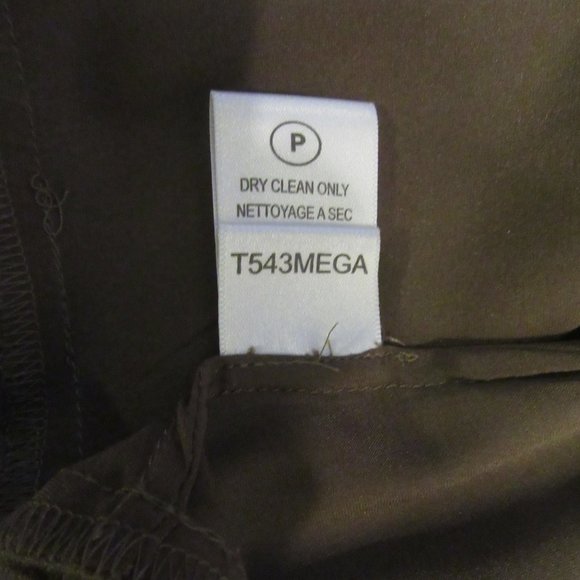 P
DRY CLEAN ONLY
NETTOYAGE A SEC
T543MEGA